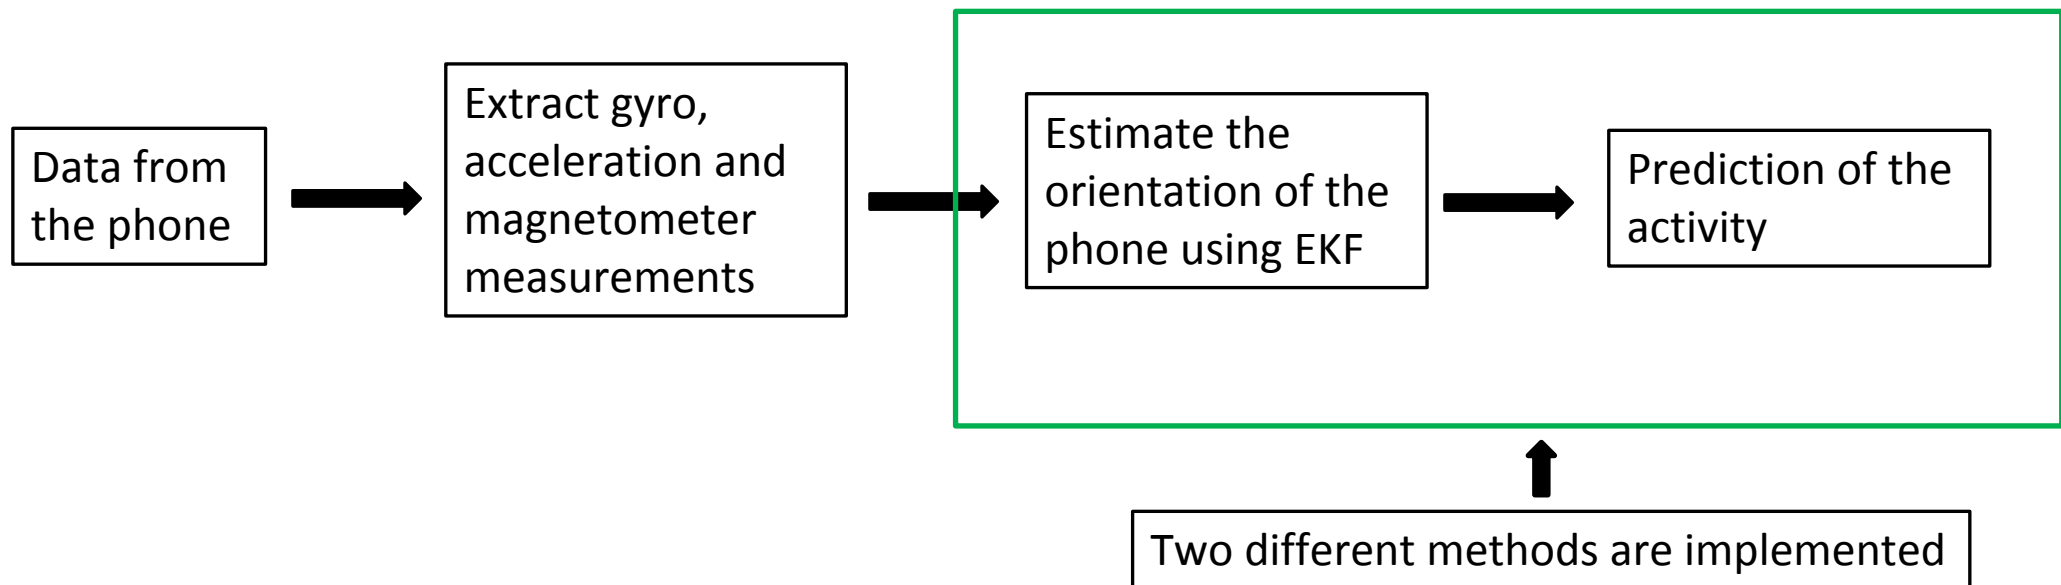 Data from
the phone
Extract gyro,
acceleration and
magnetometer
measurements
Estimate the
orientation of the
phone using EKF
Prediction of the
activity
Two different methods are implemented